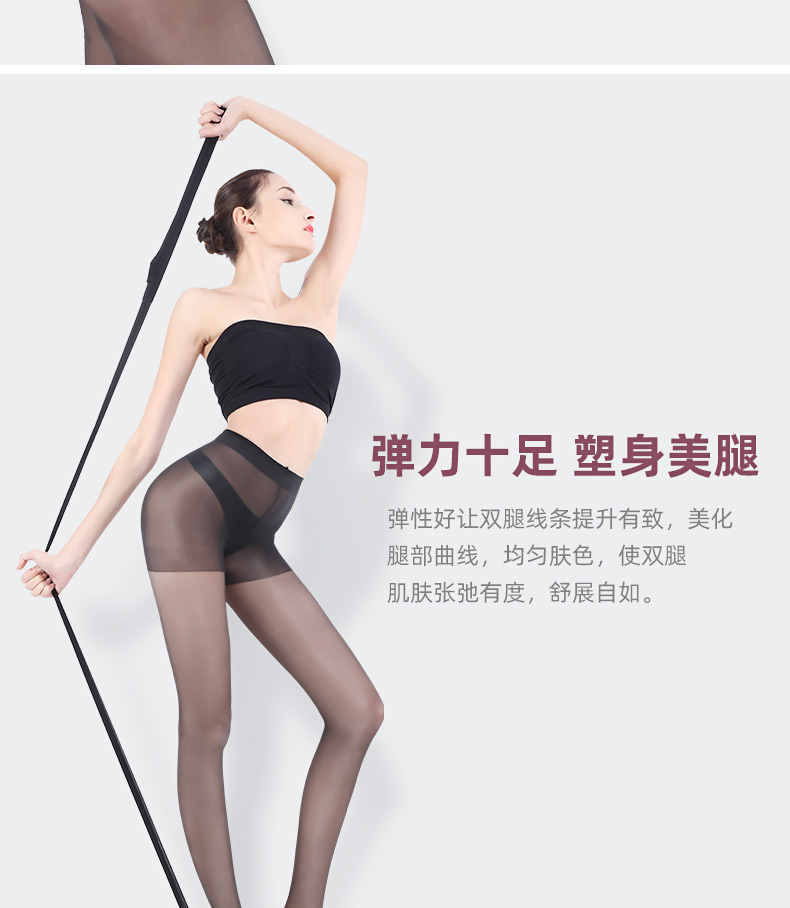 弹力十足 塑身美腿
弹性好让双腿线条提升有致，美化
腿部曲线，均匀肤色，使双腿
肌肤张弛有度，舒展自如。